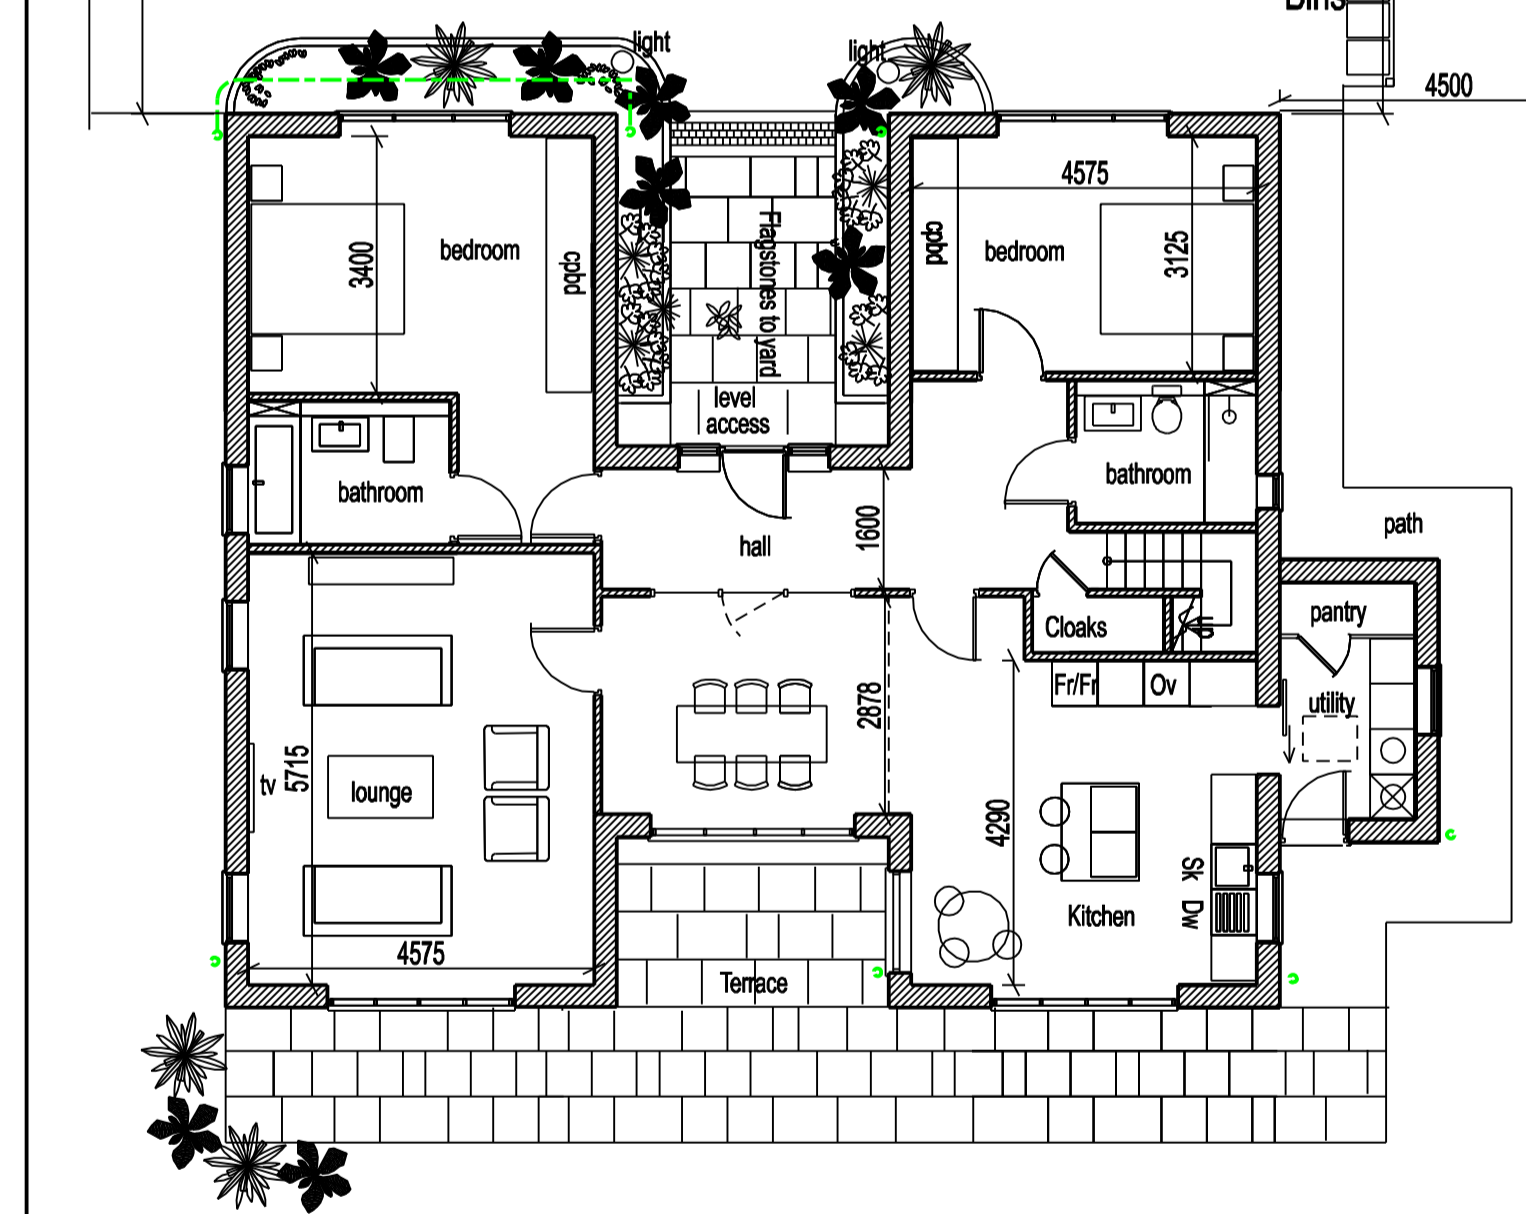 Bins
light
light
4500
4575
3400
bedroom
cpbd
Flagstones to yard
cpbd
bedroom
3125
level
access
bathroom
bathroom
hall
1600
path
Cloaks
up
pantry
Fr/Fr
Ov
utility
2878
tv
5715
lounge
4290
Sk
Dw
Kitchen
4575
Terrace